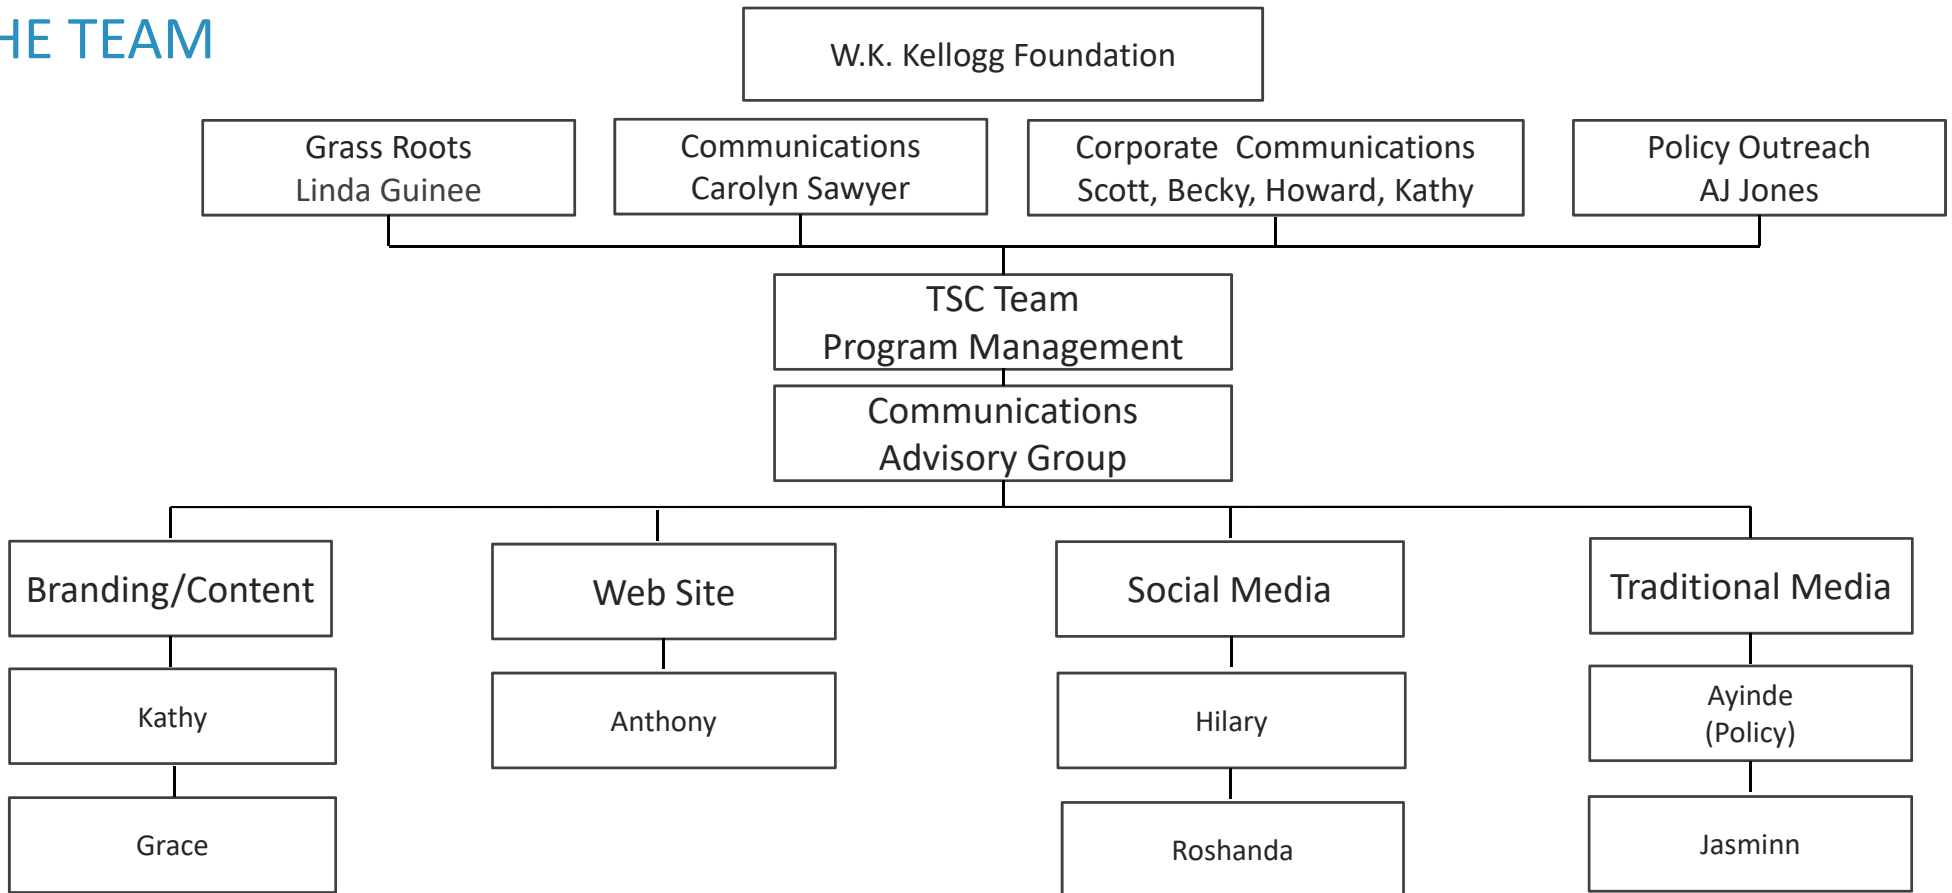 HE TEAM
W.K. Kellogg Foundation
Grass Roots
Linda Guinee
Communications
Carolyn Sawyer
Corporate Communications
Scott, Becky, Howard, Kathy
Policy Outreach
AJ Jones
TSC Team
Program Management
Communications
Advisory Group
Branding/Content
Web Site
Social Media
Traditional Media
Kathy
Anthony
Hilary
Ayinde
(Policy)
Grace
Roshanda
Jasminn